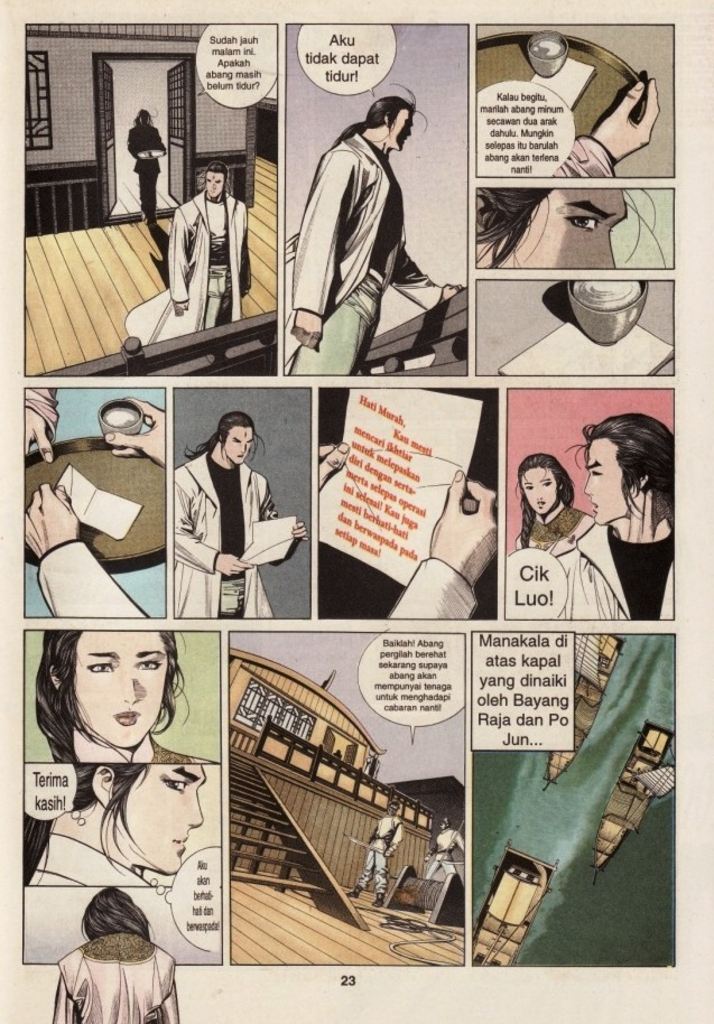 Sudah jauh
malam ini.
Apakah
abang masih
belum tidur?
Aku
tidak dapat
tidur!
Kalau begitu,
marilah abang minum
secawan dua arak
dahulu. Mungkin
selepas itu barulah
abang akan terlena
nanti!
Hati Murah,
Kau mesti
mencari ikhtiar
untuk melepaskan
diri dengan serta-
merta selepas operasi
ini selesai! Kau juga
mesti berhati-hati
dan berwaspada pada
setiap masa!
Cik
Luo!
Terima
kasih!
Aku
akan
berhati-
hati dan
berwaspada!
Baiklah! Abang
pergilah berehat
sekarang supaya
abang akan
mempunyai tenaga
untuk menghadapi
cabaran nanti!
Manakala di
atas kapal
yang dinaiki
oleh Bayang
Raja dan Po
Jun...
23